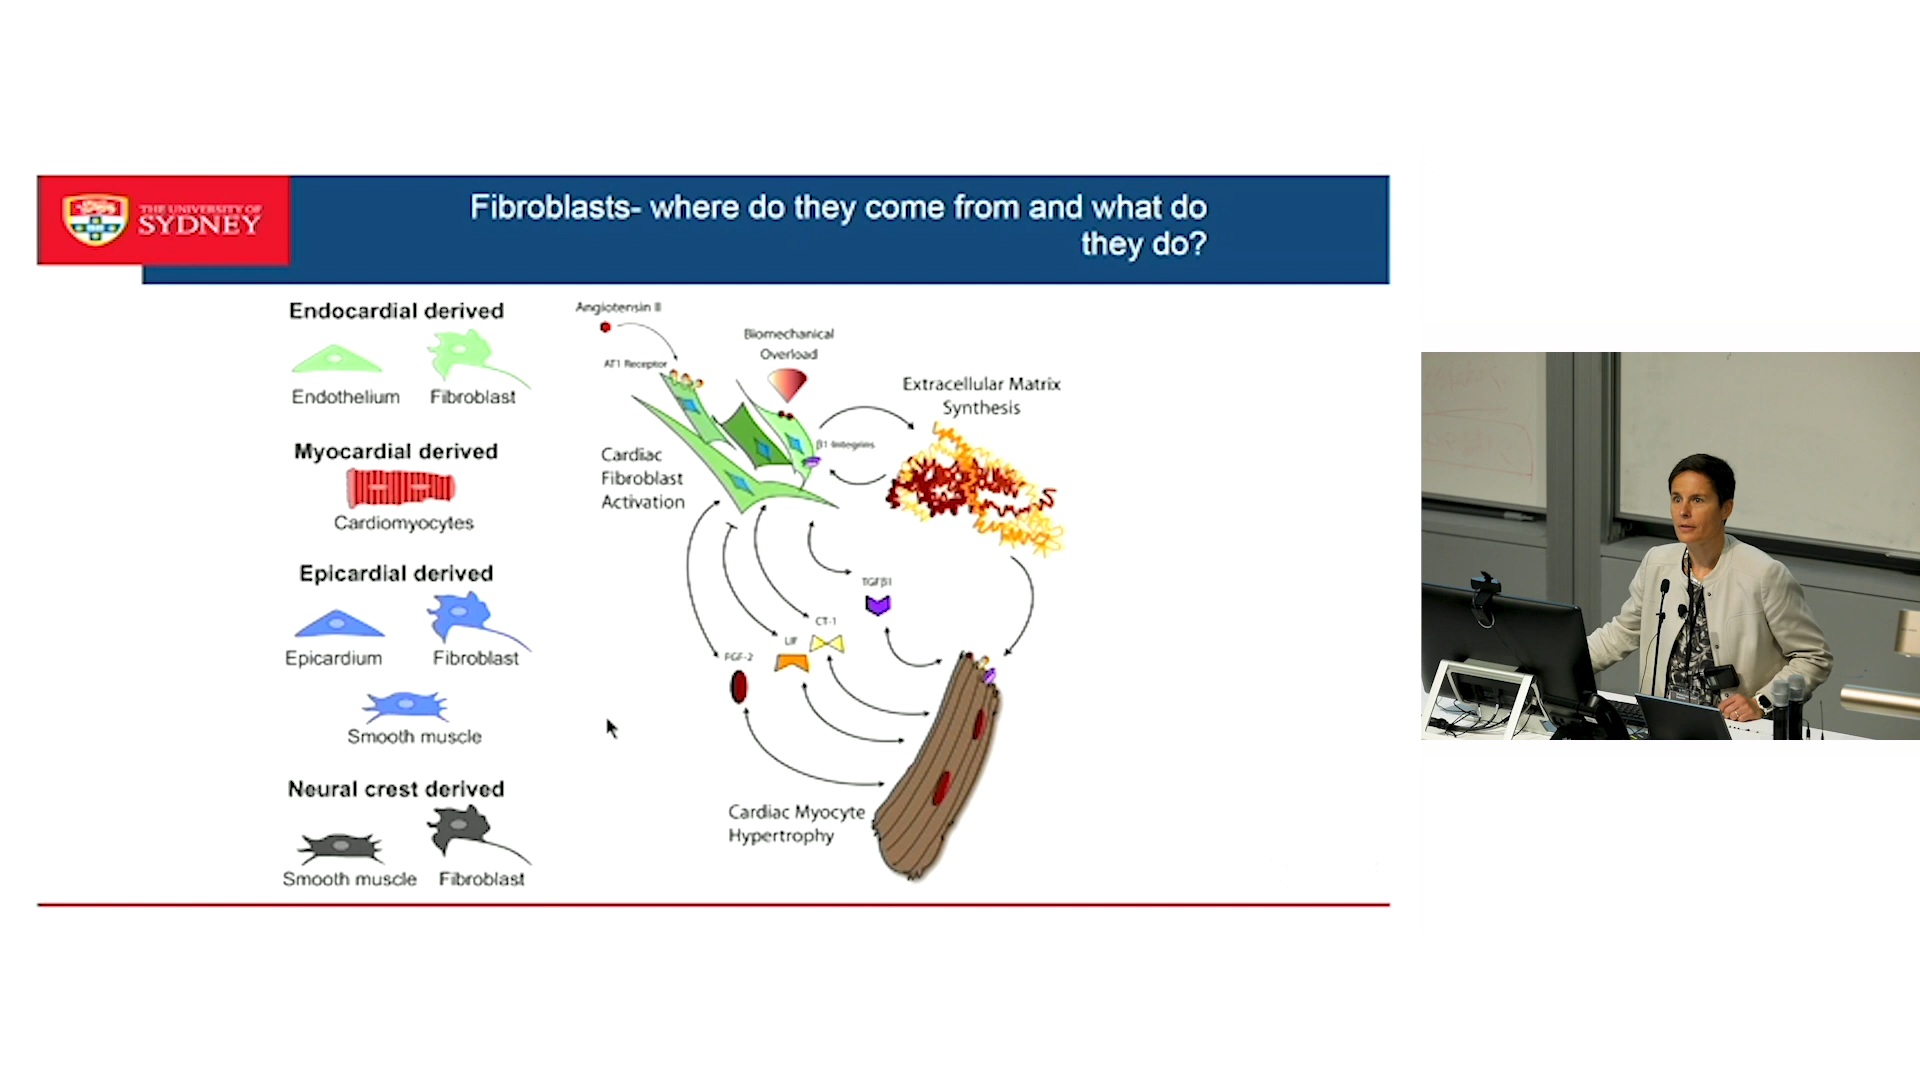 THE UNIVERSITY OF
SYDNEY
Fibroblasts- where do they come from and what do
they do?
Endocardial derived
Endothelium
Fibroblast
Myocardial derived
Cardiomyocytes
Epicardial derived
Epicardium
Fibroblast
Smooth muscle
Neural crest derived
Smooth muscle
Fibroblast
Angiotensin II
AT1 Receptor
Biomechanical
Overload
β1 Integrins
Extracellular Matrix
Synthesis
Cardiac
Fibroblast
Activation
TGFβ1
CT-1
LIF
FGF-2
Cardiac Myocyte
Hypertrophy